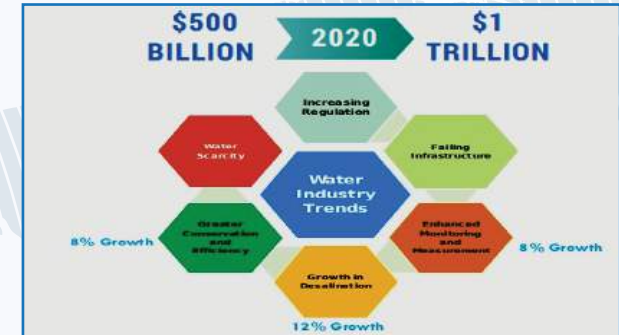 $500
BILLION
2020
$1
TRILLION
Increasing
Regulation
Water
Scarcity
Failing
Infrastructure
Water
Industry
Trends
Greater
Conservation
and
Efficiency
Enhanced
Monitoring
and
Measurement
8% Growth
8% Growth
Growth in
Desalination
12% Growth